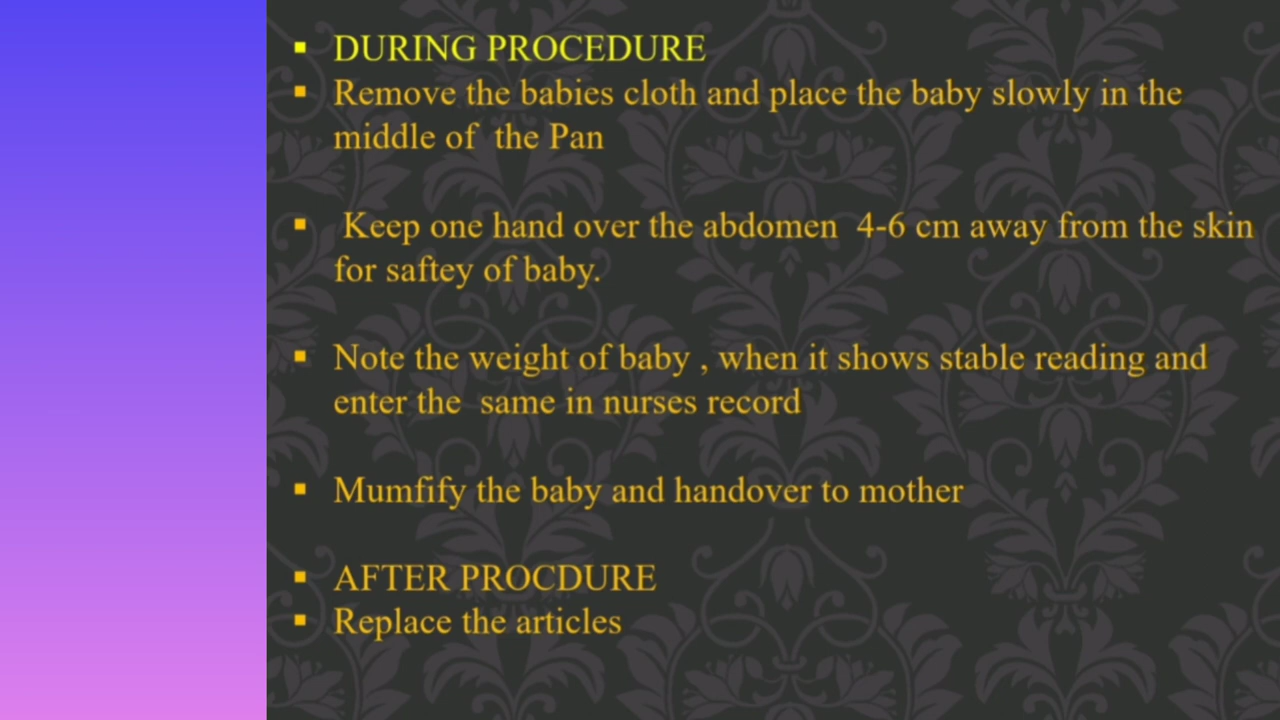 ▪ DURING PROCEDURE
▪ Remove the babies cloth and place the baby slowly in the
middle of the Pan
▪ Keep one hand over the abdomen 4-6 cm away from the skin
for saftey of baby.
▪ Note the weight of baby , when it shows stable reading and
enter the same in nurses record
▪ Mumfify the baby and handover to mother
▪ AFTER PROCDURE
▪ Replace the articles